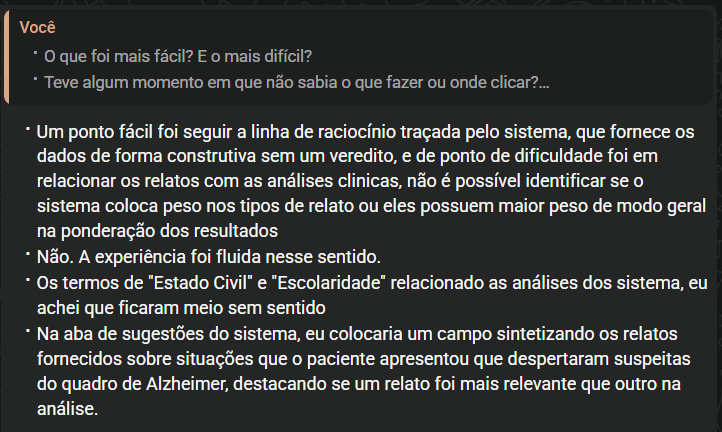 Você
· O que foi mais fácil? E o mais difícil?
· Teve algum momento em que não sabia o que fazer ou onde clicar?…
· Um ponto fácil foi seguir a linha de raciocínio traçada pelo sistema, que fornece os
dados de forma construtiva sem um veredito, e de ponto de dificuldade foi em
relacionar os relatos com as análises clinicas, não é possível identificar se o
sistema coloca peso nos tipos de relato ou eles possuem maior peso de modo geral
na ponderação dos resultados
· Não. A experiência foi fluida nesse sentido.
· Os termos de "Estado Civil" e "Escolaridade" relacionado as análises dos sistema, eu
achei que ficaram meio sem sentido
· Na aba de sugestões do sistema, eu colocaria um campo sintetizando os relatos
fornecidos sobre situações que o paciente apresentou que despertaram suspeitas
do quadro de Alzheimer, destacando se um relato foi mais relevante que outro na
análise.